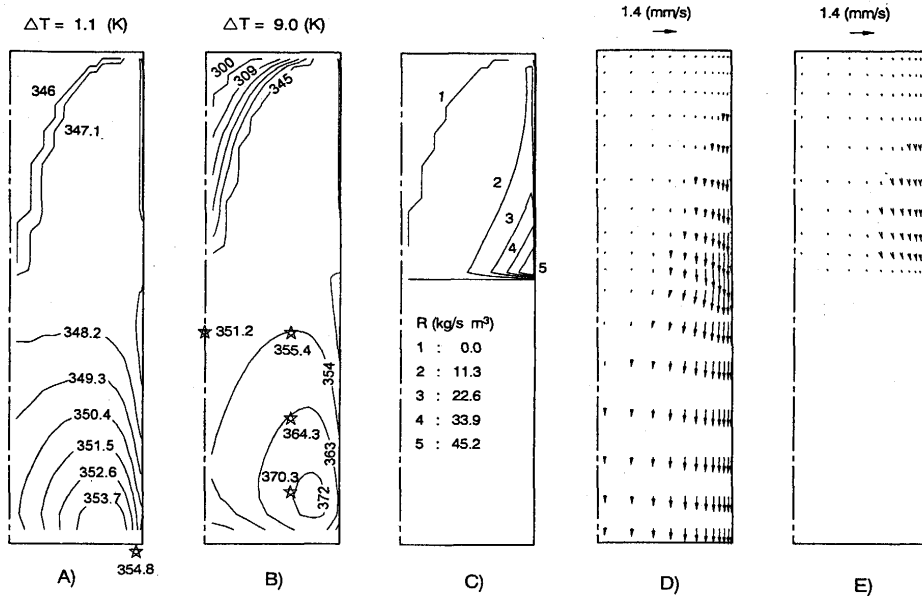 ΔT = 1.1 (K)
ΔT = 9.0 (K)
1.4 (mm/s)
1.4 (mm/s)
346
347.1
348.2
349.3
350.4
351.5
352.6
353.7
354.8
300
309
345
351.2
355.4
354
364.3
363
370.3
372
1
2
3
4
5
R (kg/s m³)
1 : 0.0
2 : 11.3
3 : 22.6
4 : 33.9
5 : 45.2
A)
B)
C)
D)
E)